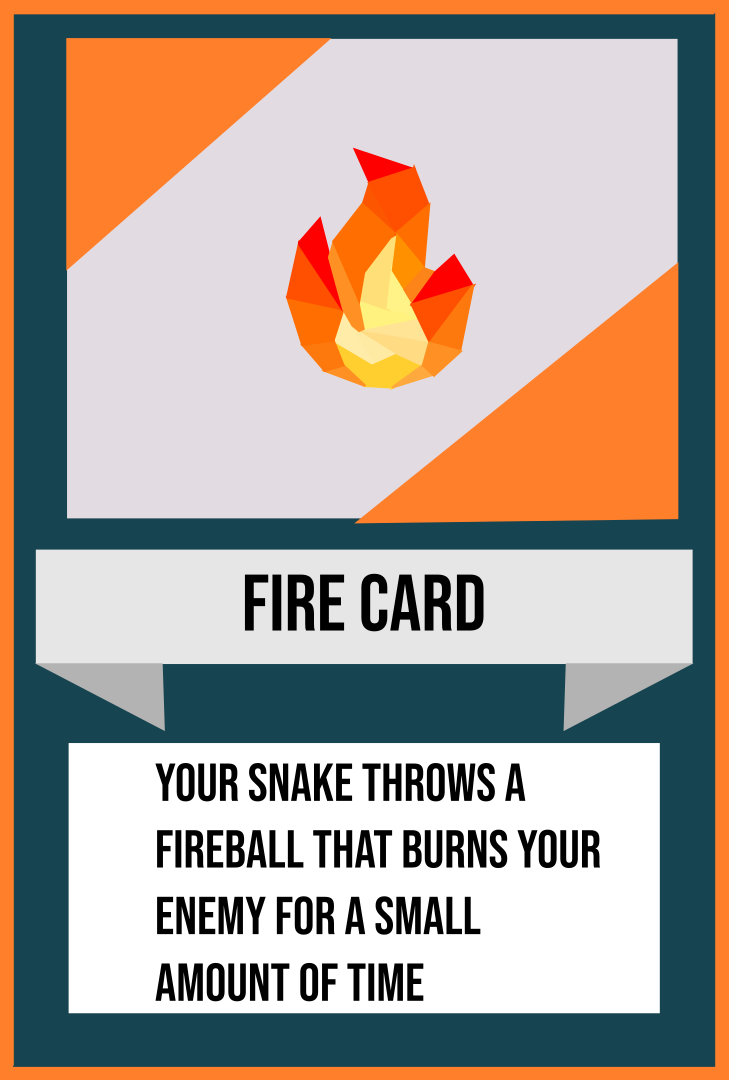 FIRE CARD
YOUR SNAKE THROWS A
FIREBALL THAT BURNS YOUR
ENEMY FOR A SMALL
AMOUNT OF TIME